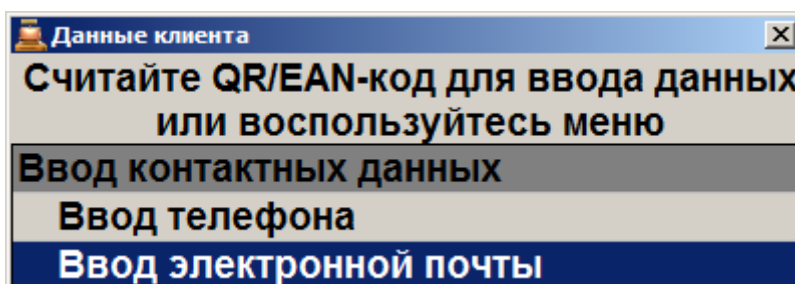 Данные клиента
Считайте QR/EAN-код для ввода данных
или воспользуйтесь меню
Ввод контактных данных
Ввод телефона
Ввод электронной почты